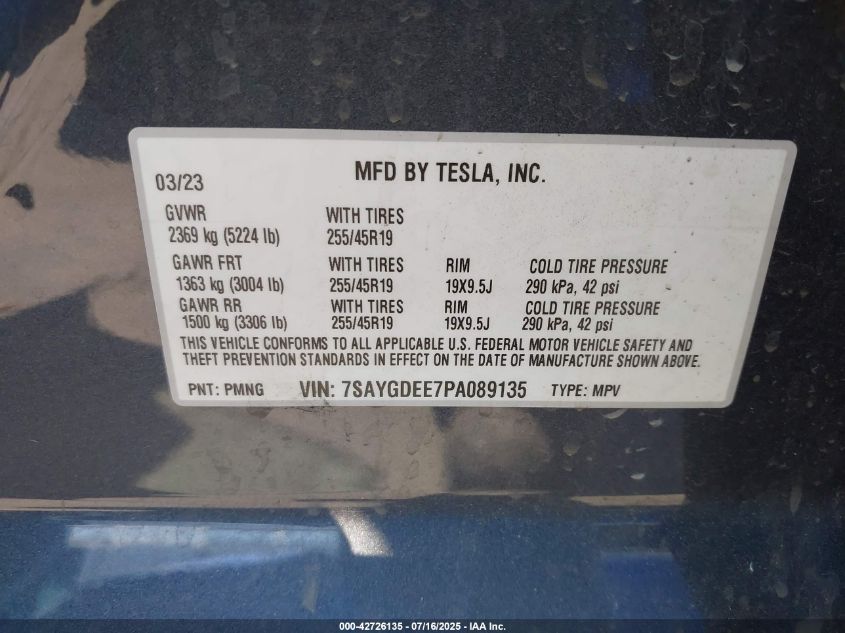 MFD BY TESLA, INC.
03/23
GVWR WITH TIRES
2369 kg (5224 lb) 255/45R19
GAWR FRT WITH TIRES RIM COLD TIRE PRESSURE
1363 kg (3004 lb) 255/45R19 19X9.5J 290 kPa, 42 psi
GAWR RR WITH TIRES RIM COLD TIRE PRESSURE
1500 kg (3306 lb) 255/45R19 19X9.5J 290 kPa, 42 psi
THIS VEHICLE CONFORMS TO ALL APPLICABLE U.S. FEDERAL MOTOR VEHICLE SAFETY AND
THEFT PREVENTION STANDARDS IN EFFECT ON THE DATE OF MANUFACTURE SHOWN ABOVE.
PNT: PMNG VIN: 7SAYGDEE7PA089135 TYPE: MPV
000-42726135 - 07/16/2025 - IAA Inc.